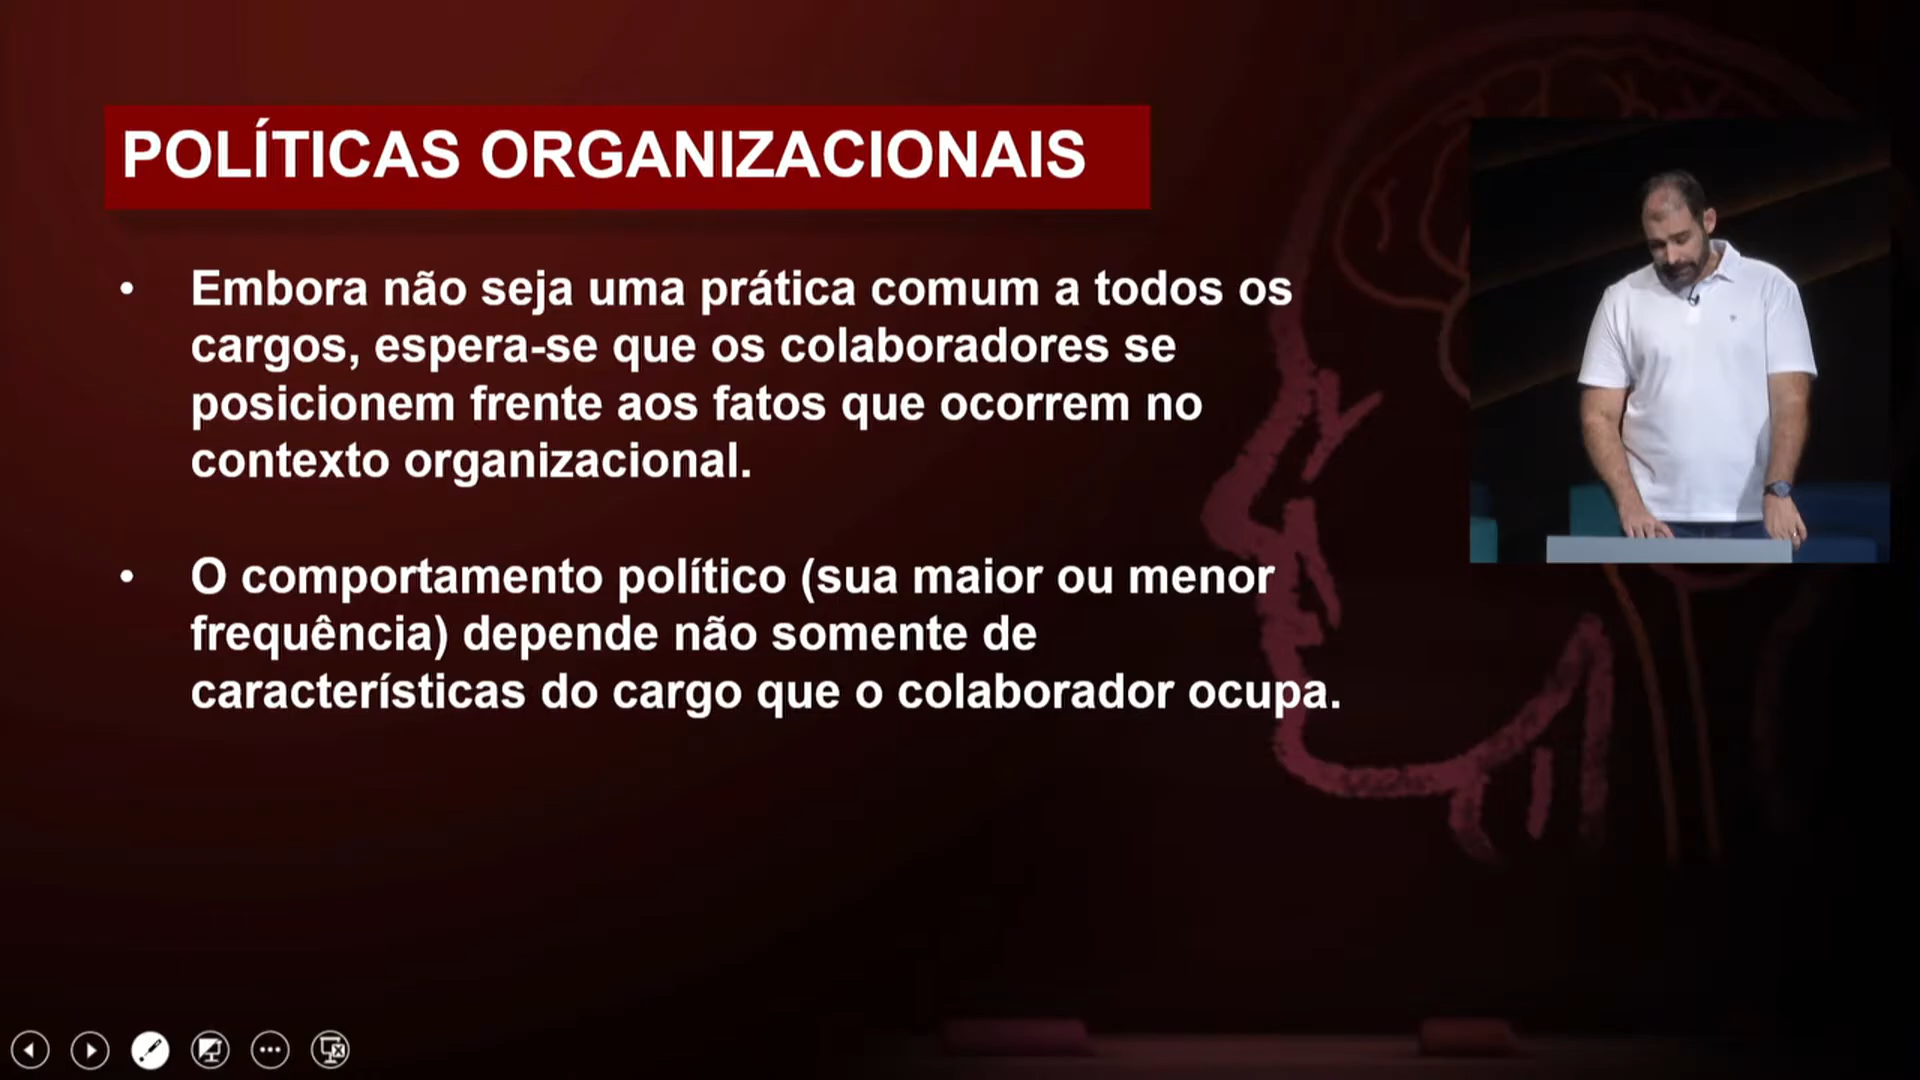 POLÍTICAS ORGANIZACIONAIS
• Embora não seja uma prática comum a todos os
cargos, espera-se que os colaboradores se
posicionem frente aos fatos que ocorrem no
contexto organizacional.
• O comportamento político (sua maior ou menor
frequência) depende não somente de
características do cargo que o colaborador ocupa.